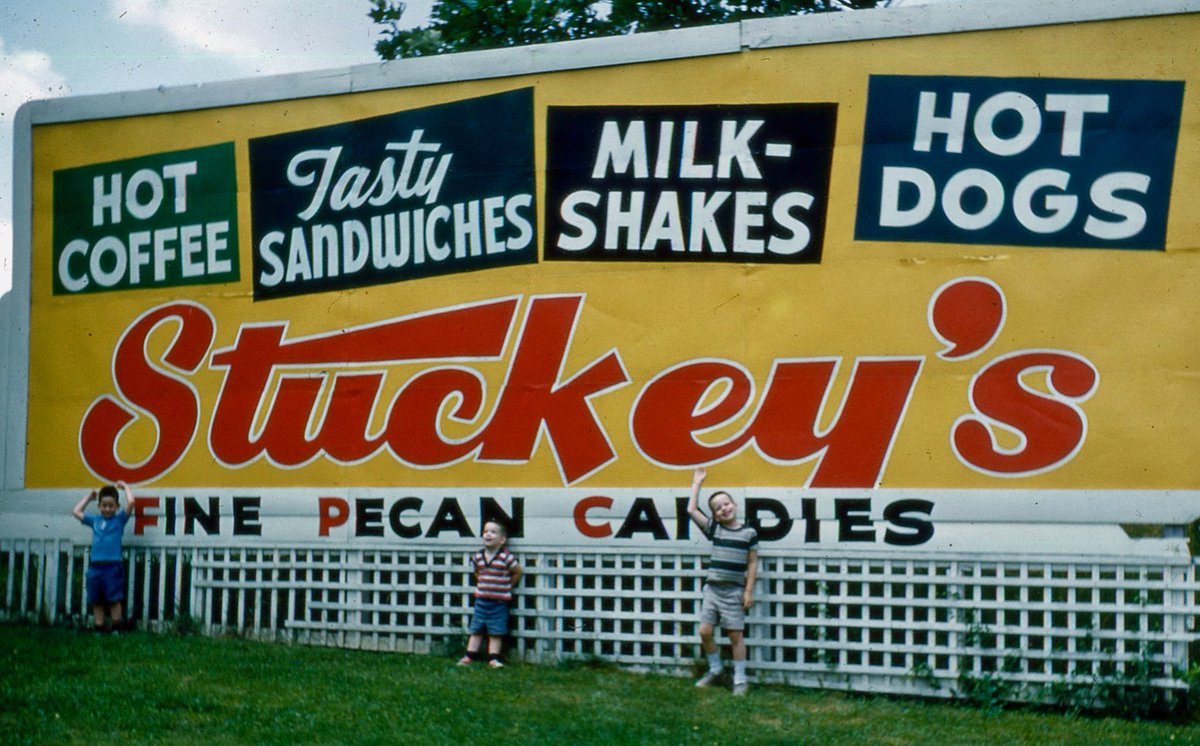 HOT
COFFEE
Tasty
SANDWICHES
MILK-
SHAKES
HOT
DOGS
Stuckey's
FINE PECAN CANDIES